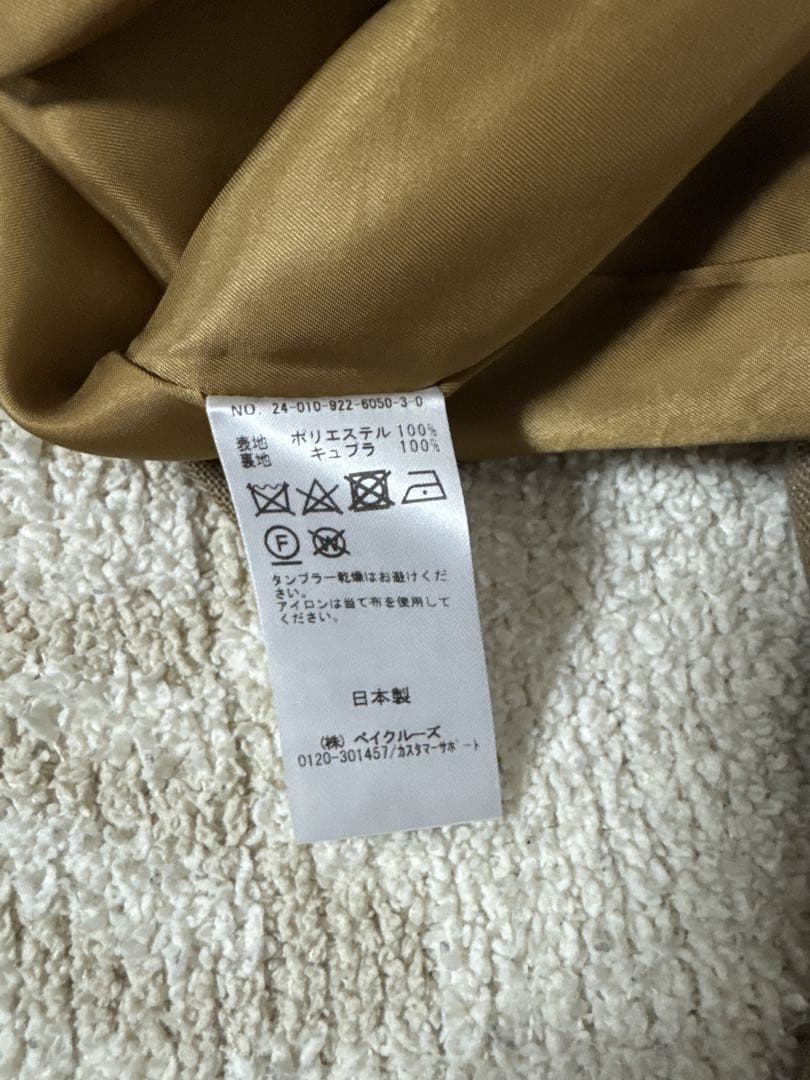 NO. 24-010-922-6050-3-0
表地 ポリエステル 100%
裏地 キュプラ 100%
F W
タンブラー乾燥はお避けくだ
さい。
アイロンは当て布を使用して
ください。
日本製
(株) ベイクルーズ
0120-301457/カスタマーサポート